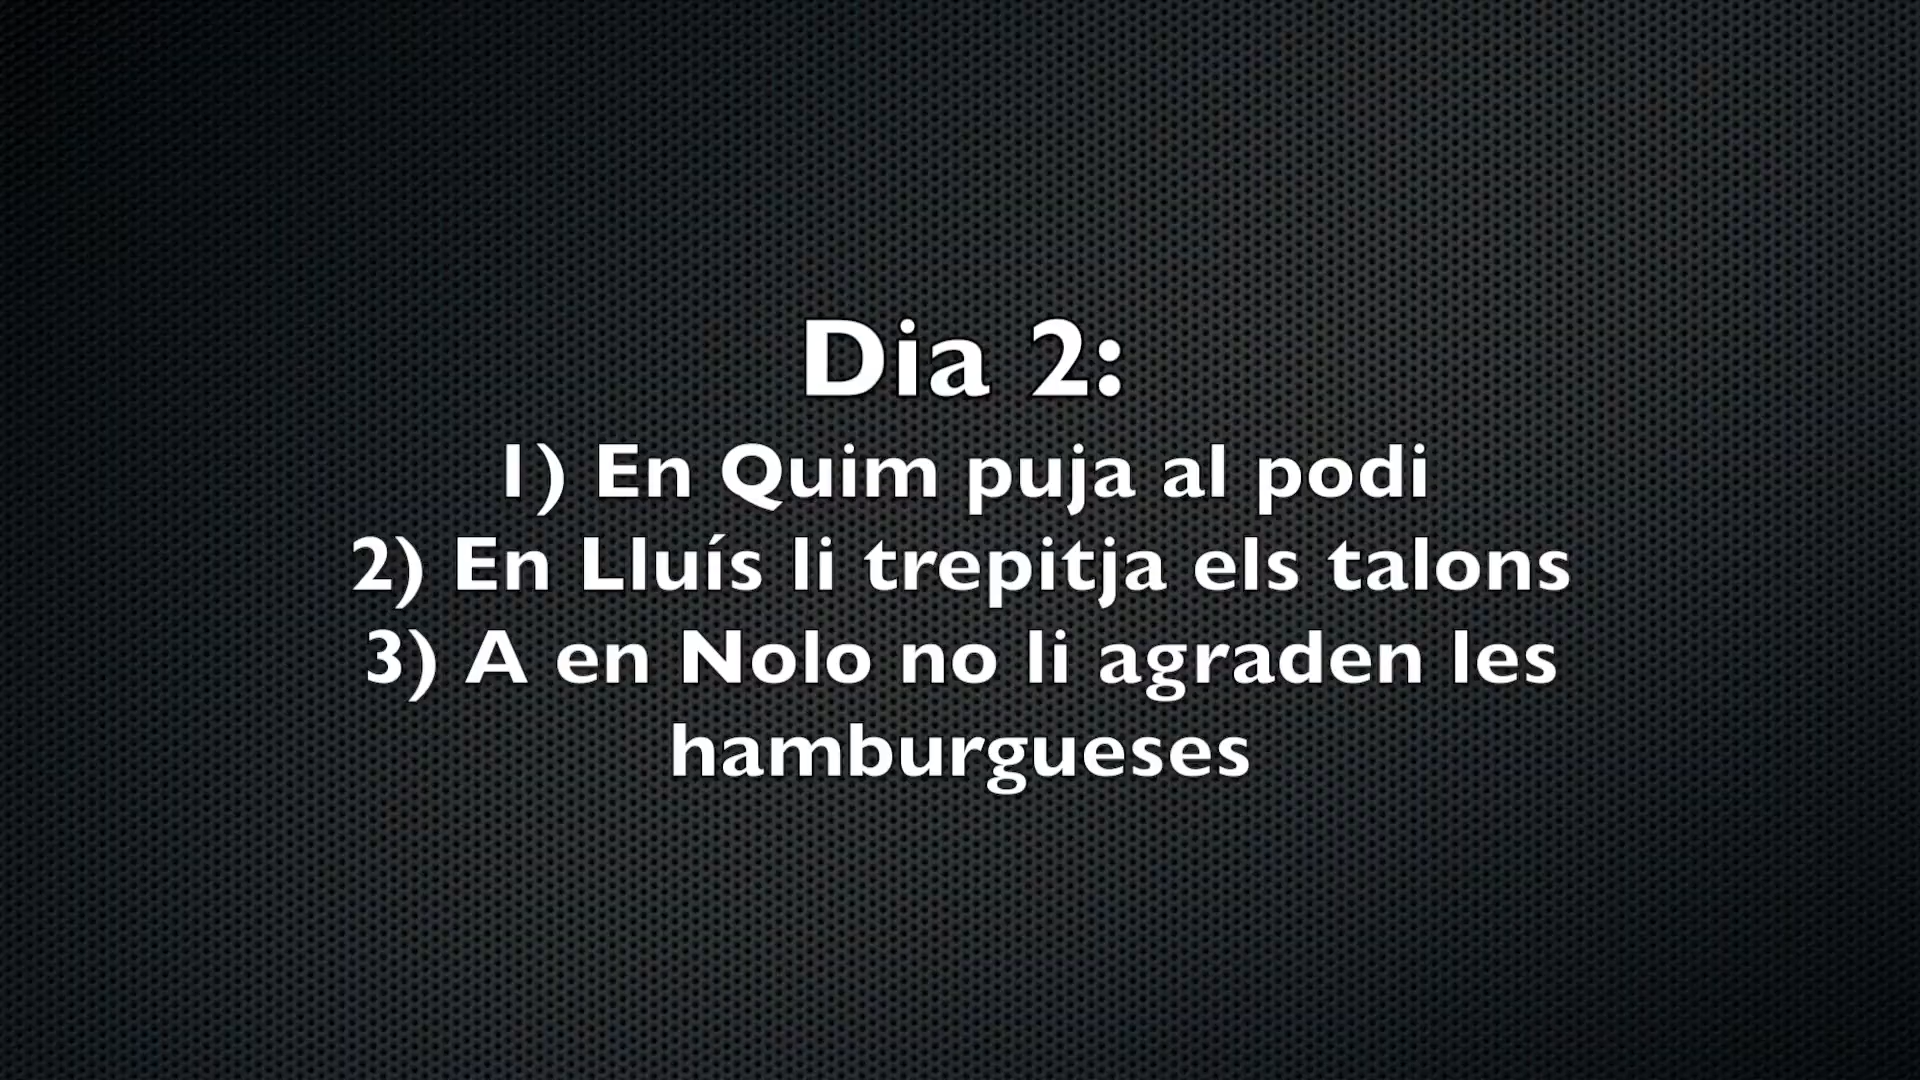 Dia 2:
1) En Quim puja al podi
2) En Lluís li trepitja els talons
3) A en Nolo no li agraden les
hamburgueses